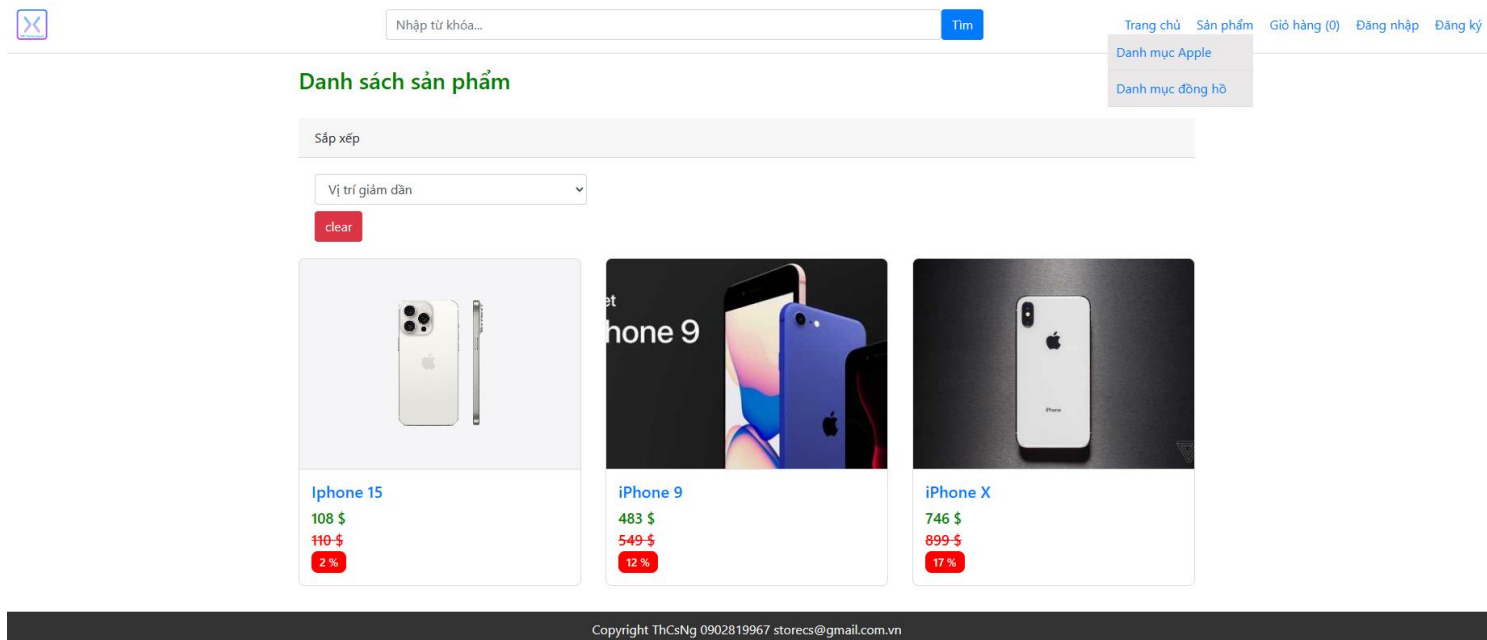 Nhập từ khóa...
Tìm
Trang chủ
Sản phẩm
Giỏ hàng (0)
Đăng nhập
Đăng ký
Danh mục Apple
Danh mục đồng hồ
Danh sách sản phẩm
Sắp xếp
Vị trí giảm dần
clear
et
hone 9
iPhone
Iphone 15
108 $
110 $
2 %
iPhone 9
483 $
549 $
12 %
iPhone X
746 $
899 $
17 %
Copyright ThCsNg 0902819967 storecs@gmail.com.vn